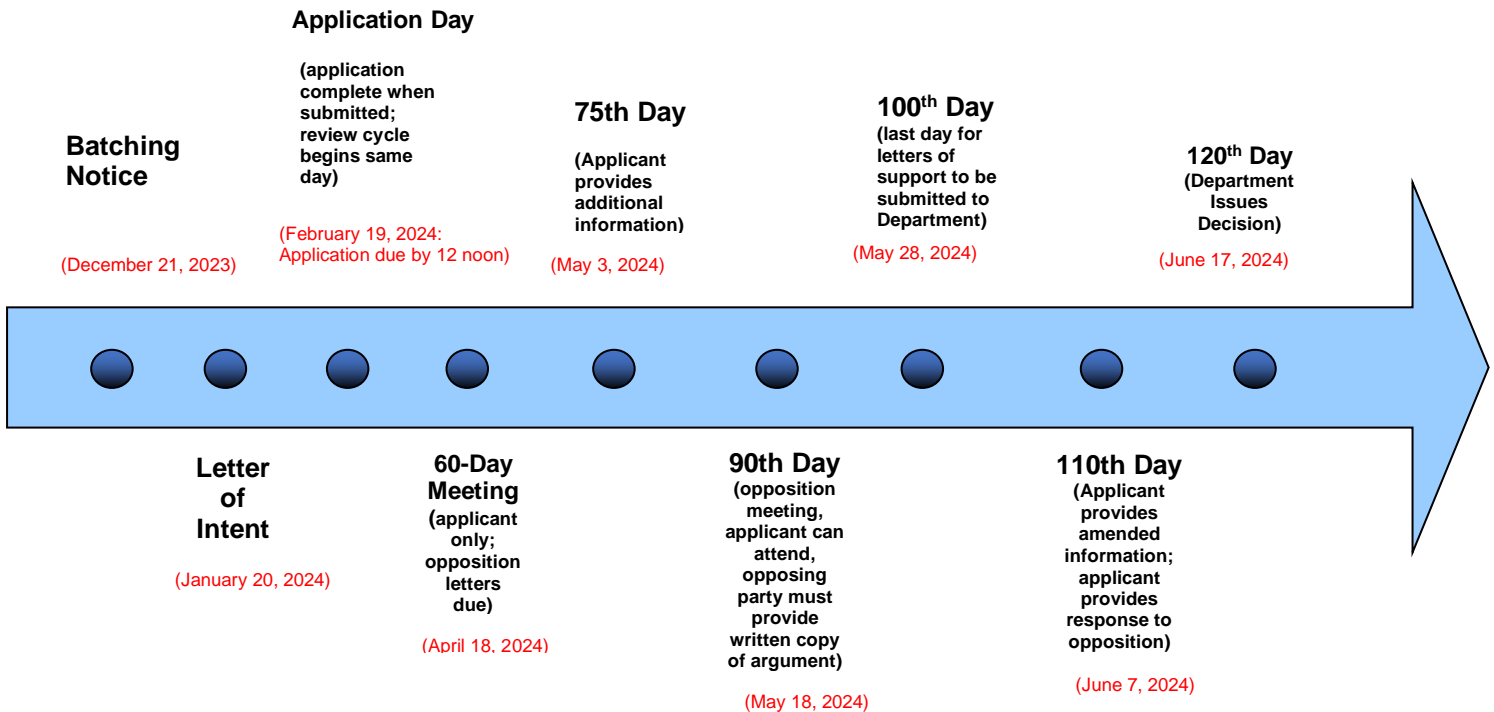 Batching
Notice
(December 21, 2023)
Letter
of
Intent
(January 20, 2024)
Application Day
(application
complete when
submitted;
review cycle
begins same
day)
(February 19, 2024:
Application due by 12 noon)
60-Day
Meeting
(applicant
only;
opposition
letters
due)
(April 18, 2024)
75th Day
(Applicant
provides
additional
information)
(May 3, 2024)
90th Day
(opposition
meeting,
applicant can
attend,
opposing
party must
provide
written copy
of argument)
(May 18, 2024)
100th Day
(last day for
letters of
support to be
submitted to
Department)
(May 28, 2024)
110th Day
(Applicant
provides
amended
information;
applicant
provides
response to
opposition)
(June 7, 2024)
120th Day
(Department
Issues
Decision)
(June 17, 2024)